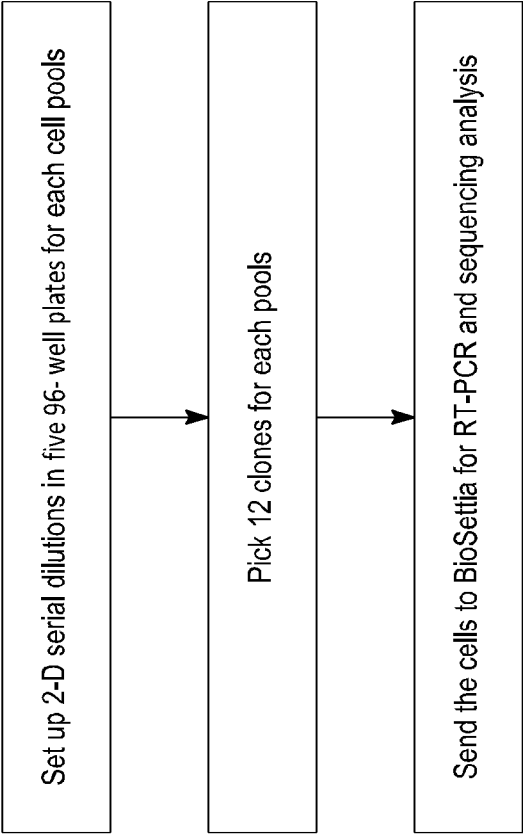 Set up 2-D serial dilutions in five 96- well plates for each cell pools
Pick 12 clones for each pools
Send the cells to BioSettia for RT-PCR and sequencing analysis